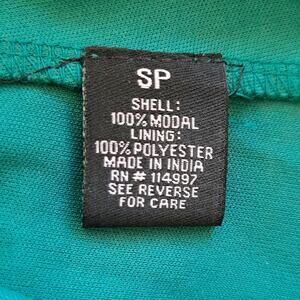 SP
SHELL:
100% MODAL
LINING:
100% POLYESTER
MADE IN INDIA
RN# 114997
SEE REVERSE
FOR CARE